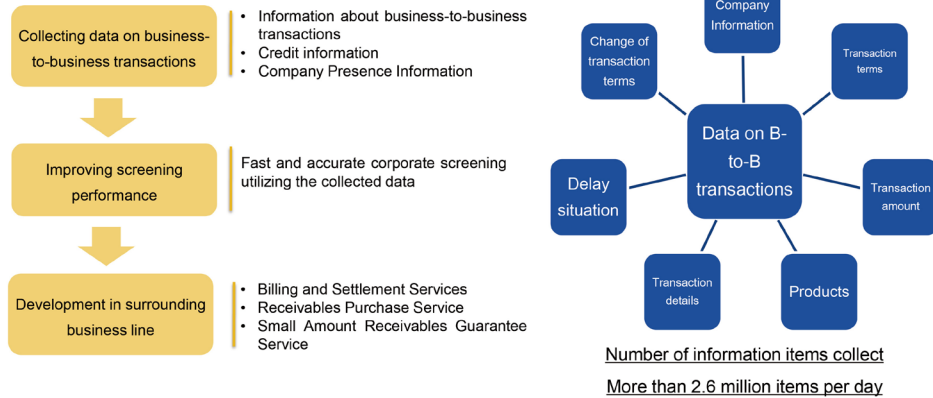 Collecting data on business-
to-business transactions
• Information about business-to-business
transactions
• Credit information
• Company Presence Information
Improving screening
performance
Fast and accurate corporate screening
utilizing the collected data
Development in surrounding
business line
• Billing and Settlement Services
• Receivables Purchase Service
• Small Amount Receivables Guarantee
Service
Company
Information
Change of
transaction
terms
Transaction
terms
Data on B-
to-B
transactions
Delay
situation
Transaction
amount
Transaction
details
Products
Number of information items collect
More than 2.6 million items per day